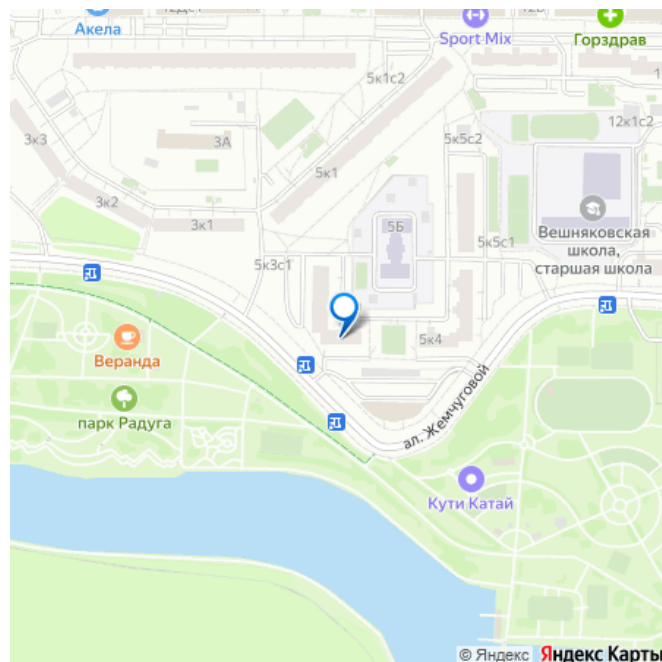 Акела
Sport Mix
Горздрав
5к1с2
12к1с2
3к3
3А
5к5с2
5к1
3к2
3к1
5Б
Вешняковская
школа,
старшая школа
5к5с1
5к3с1
5к4
Веранда
парк Радуга
ал. Жемчуговой
Кути Катай
© Яндекс Яндекс Карты